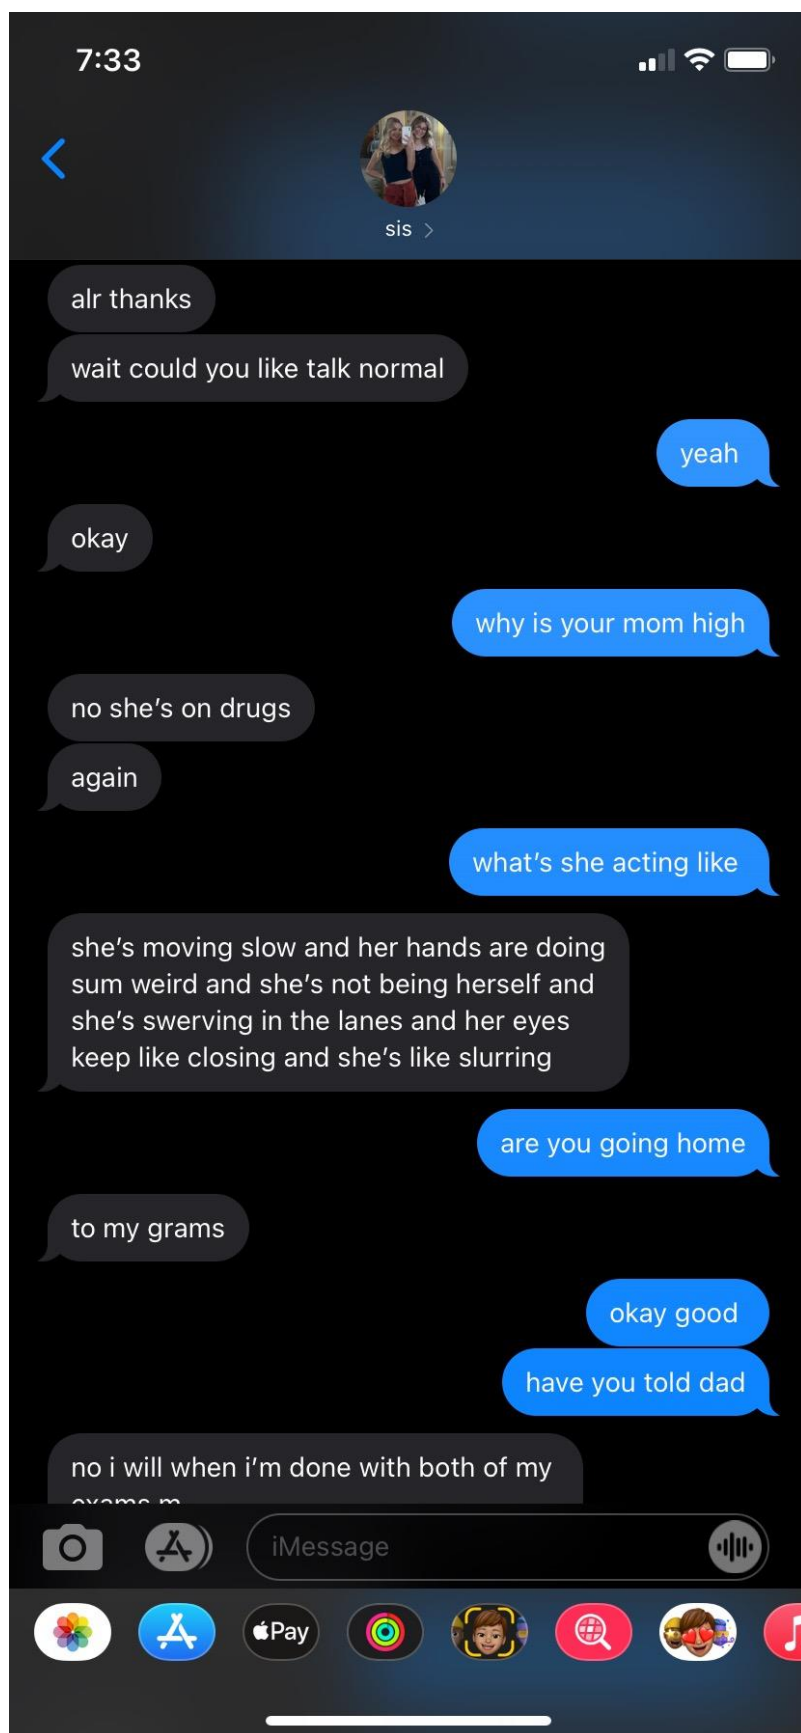 7:33
sis >
alr thanks
wait could you like talk normal
yeah
okay
why is your mom high
no she's on drugs
again
what's she acting like
she's moving slow and her hands are doing
sum weird and she's not being herself and
she's swerving in the lanes and her eyes
keep like closing and she's like slurring
are you going home
to my grams
okay good
have you told dad
no i will when i'm done with both of my
exams m
iMessage
Pay